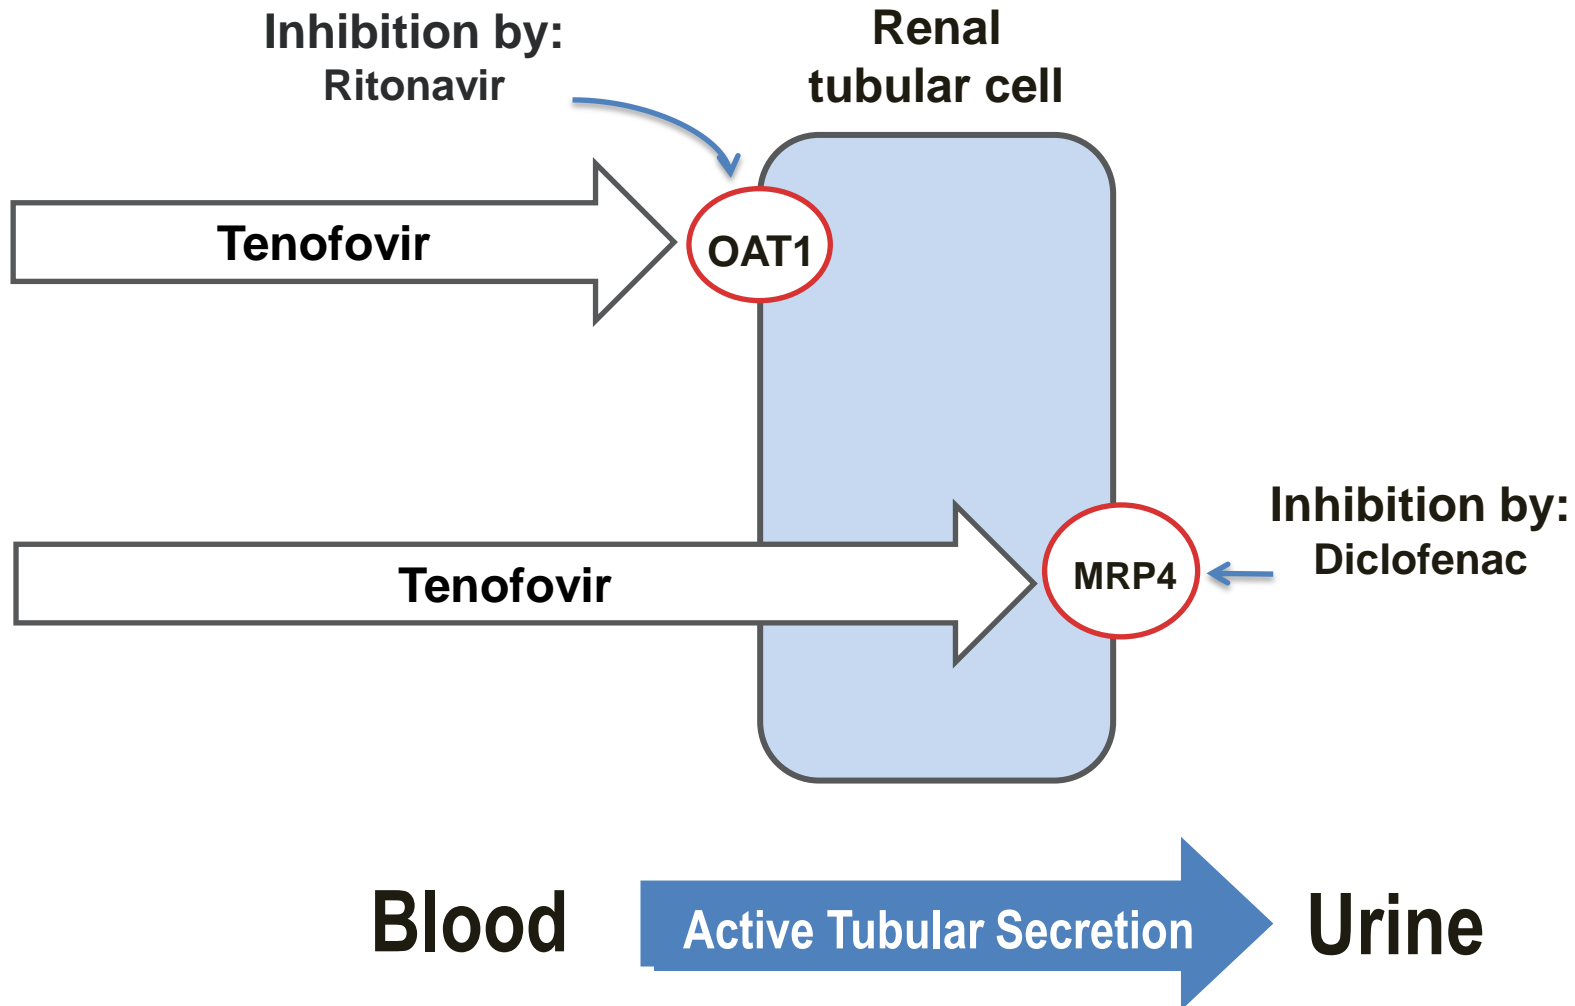 Inhibition by:
Ritonavir
Renal
tubular cell
Tenofovir
OAT1
Tenofovir
MRP4
Inhibition by:
Diclofenac
Blood
Active Tubular Secretion
Urine